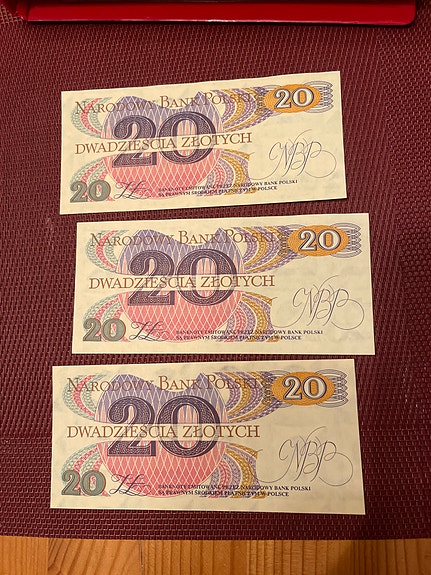 NARODOWY BANK POLSKI 20
20
DWADZIEŚCIA ZŁOTYCH
NBP
20 BANKNOTY EMITOWANE PRZEZ NARODOWY BANK POLSKI
SĄ PRAWNYM ŚRODKIEM PŁATNICZYM W POLSCE
NARODOWY BANK POLSKI 20
20
DWADZIEŚCIA ZŁOTYCH
NBP
20 BANKNOTY EMITOWANE PRZEZ NARODOWY BANK POLSKI
SĄ PRAWNYM ŚRODKIEM PŁATNICZYM W POLSCE
NARODOWY BANK POLSKI 20
20
DWADZIEŚCIA ZŁOTYCH
NBP
20 BANKNOTY EMITOWANE PRZEZ NARODOWY BANK POLSKI
SĄ PRAWNYM ŚRODKIEM PŁATNICZYM W POLSCE